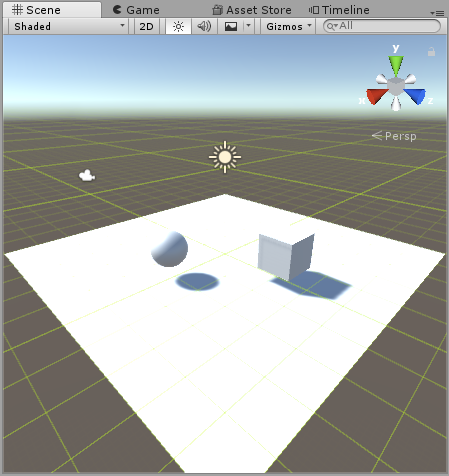 Scene Game Asset Store Timeline
Shaded 2D Gizmos All
y
x z
Persp